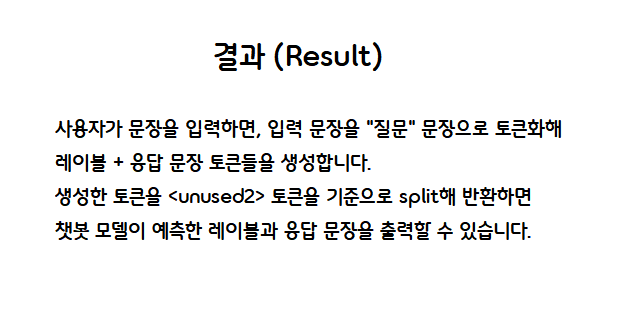 결과 (Result)
사용자가 문장을 입력하면, 입력 문장을 "질문" 문장으로 토큰화해
레이블 + 응답 문장 토큰들을 생성합니다.
생성한 토큰을 <unused2> 토큰을 기준으로 split해 반환하면
챗봇 모델이 예측한 레이블과 응답 문장을 출력할 수 있습니다.